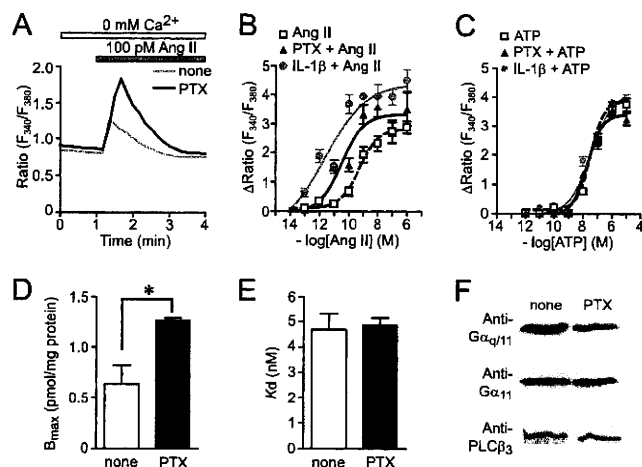 A
0 mM Ca²⁺
100 pM Ang II
none
PTX
Ratio (F₃₄₀/F₃₈₀)
2.0
1.5
1.0
0.5
0
0 1 2 3 4
Time (min)
B
Ang II
PTX + Ang II
IL-1β + Ang II
ΔRatio (F₃₄₀/F₃₈₀)
5
4
3
2
1
0
14 12 10 8 6
- log[Ang II] (M)
C
ATP
PTX + ATP
IL-1β + ATP
ΔRatio (F₃₄₀/F₃₈₀)
5
4
3
2
1
0
14 12 10 8 6 4
- log[ATP] (M)
D
*
Bmax (pmol/mg protein)
1.5
1.0
0.5
0
none PTX
E
Kd (nM)
6
5
4
3
2
1
0
none PTX
F
none PTX
Anti-
Gαq/11
Anti-
Gα₁₁
Anti-
PLCβ₃